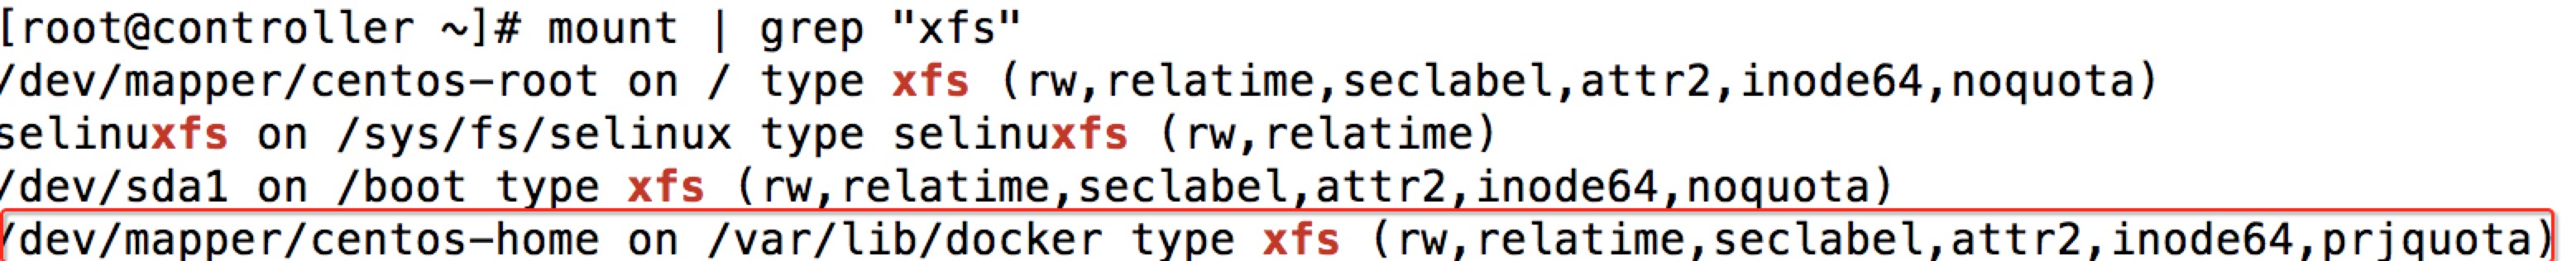 [root@controller ~]# mount | grep "xfs"
/dev/mapper/centos-root on / type xfs (rw,relatime,seclabel,attr2,inode64,noquota)
selinuxfs on /sys/fs/selinux type selinuxfs (rw,relatime)
/dev/sda1 on /boot type xfs (rw,relatime,seclabel,attr2,inode64,noquota)
/dev/mapper/centos-home on /var/lib/docker type xfs (rw,relatime,seclabel,attr2,inode64,prjquota)